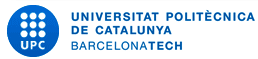 UPC
UNIVERSITAT POLITÈCNICA
DE CATALUNYA
BARCELONATECH